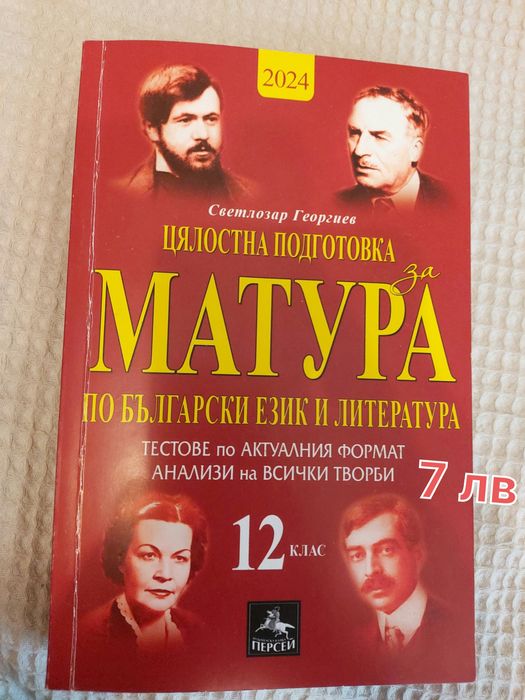 2024
Светлозар Георгиев
ЦЯЛОСТНА ПОДГОТОВКА
за
МАТУРА
ПО БЪЛГАРСКИ ЕЗИК И ЛИТЕРАТУРА
ТЕСТОВЕ по АКТУАЛНИЯ ФОРМАТ
АНАЛИЗИ на ВСИЧКИ ТВОРБИ
7 лв
12 КЛАС
ПЕРСЕЙ